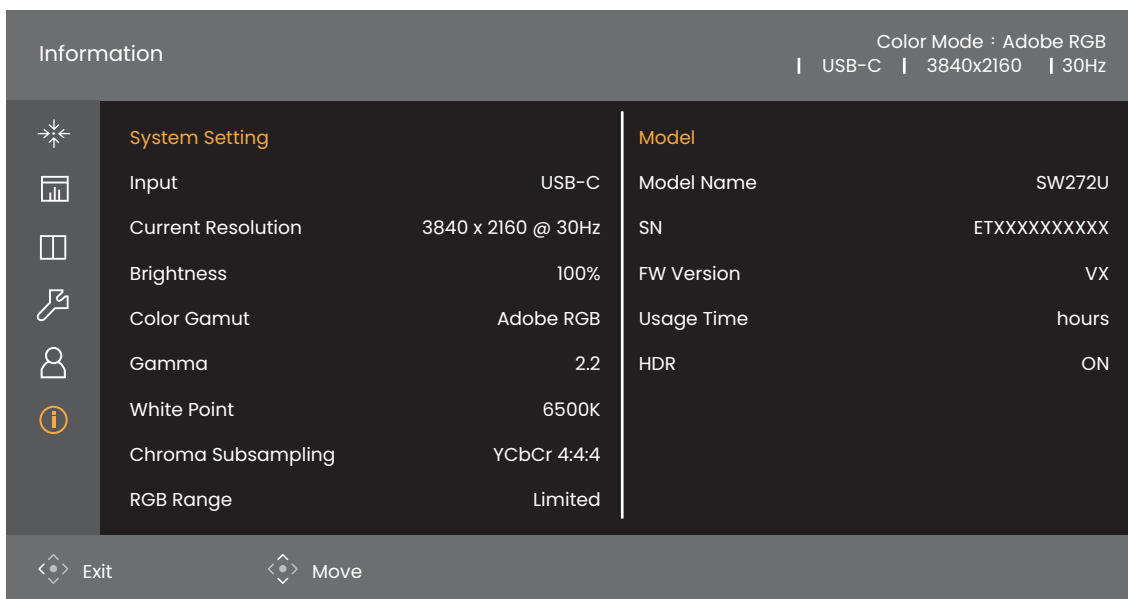 Information
Color Mode：Adobe RGB
| USB-C | 3840x2160 | 30Hz
System Setting
Input USB-C
Current Resolution 3840 x 2160 @ 30Hz
Brightness 100%
Color Gamut Adobe RGB
Gamma 2.2
White Point 6500K
Chroma Subsampling YCbCr 4:4:4
RGB Range Limited
Model
Model Name SW272U
SN ETXXXXXXXXXX
FW Version VX
Usage Time hours
HDR ON
Exit Move